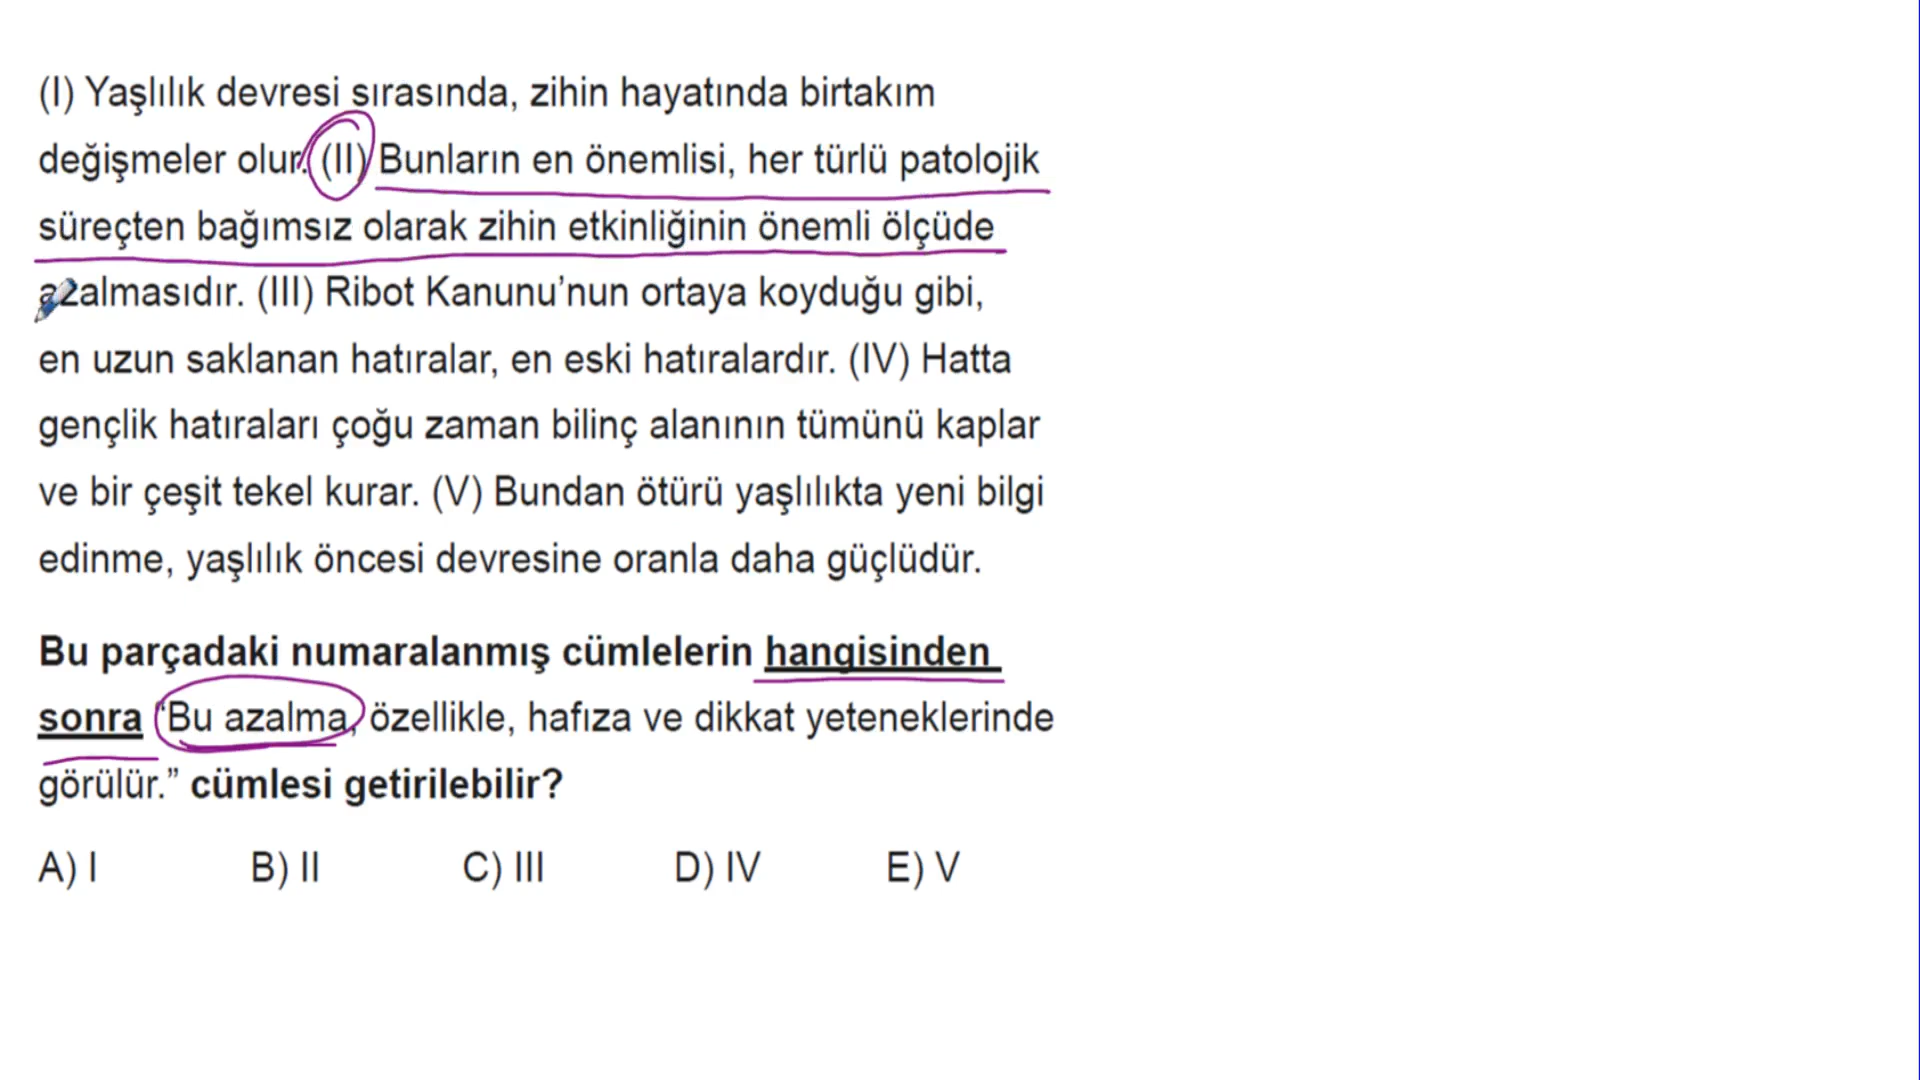 (I) Yaşlılık devresi sırasında, zihin hayatında birtakım
değişmeler olur. (II) Bunların en önemlisi, her türlü patolojik
süreçten bağımsız olarak zihin etkinliğinin önemli ölçüde
azalmasıdır. (III) Ribot Kanunu’nun ortaya koyduğu gibi,
en uzun saklanan hatıralar, en eski hatıralardır. (IV) Hatta
gençlik hatıraları çoğu zaman bilinç alanının tümünü kaplar
ve bir çeşit tekel kurar. (V) Bundan ötürü yaşlılıkta yeni bilgi
edinme, yaşlılık öncesi devresine oranla daha güçlüdür.
Bu parçadaki numaralanmış cümlelerin hangisinden
sonra “Bu azalma, özellikle, hafıza ve dikkat yeteneklerinde
görülür.” cümlesi getirilebilir?
A) I B) II C) III D) IV E) V